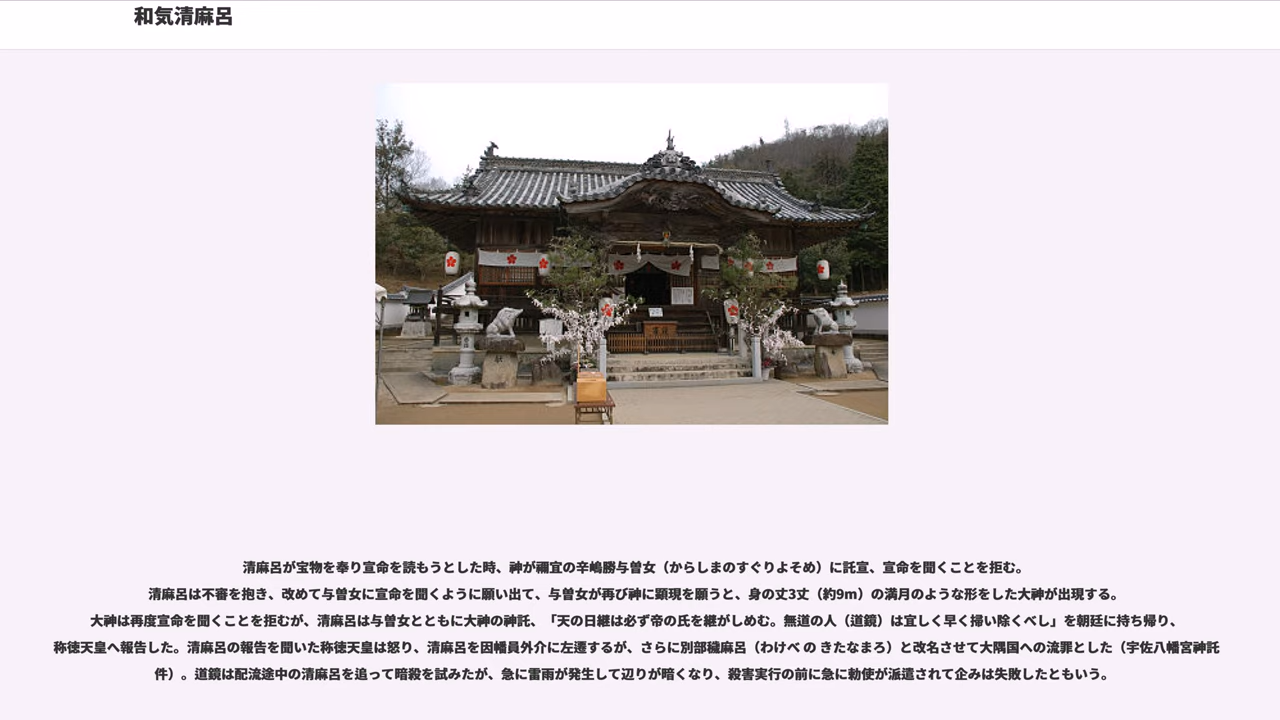 和気清麻呂
清麻呂が宝物を奉り宣命を読もうとした時、神が禰宜の辛嶋勝与曽女（からしまのすぐりよそめ）に託宣、宣命を聞くことを拒む。
清麻呂は不審を抱き、改めて与曽女に宣命を聞くように願い出て、与曽女が再び神に顕現を願うと、身の丈3丈（約9m）の満月のような形をした大神が出現する。
大神は再度宣命を聞くことを拒むが、清麻呂は与曽女とともに大神の神託、「天の日継は必ず帝の氏を継がしめむ。無道の人（道鏡）は宜しく早く掃い除くべし」を朝廷に持ち帰り、
称徳天皇へ報告した。清麻呂の報告を聞いた称徳天皇は怒り、清麻呂を因幡員外介に左遷するが、さらに別部穢麻呂（わけべ の きたなまろ）と改名させて大隅国への流罪とした（宇佐八幡宮神託
件）。道鏡は配流途中の清麻呂を追って暗殺を試みたが、急に雷雨が発生して辺りが暗くなり、殺害実行の前に急に勅使が派遣されて企みは失敗したともいう。